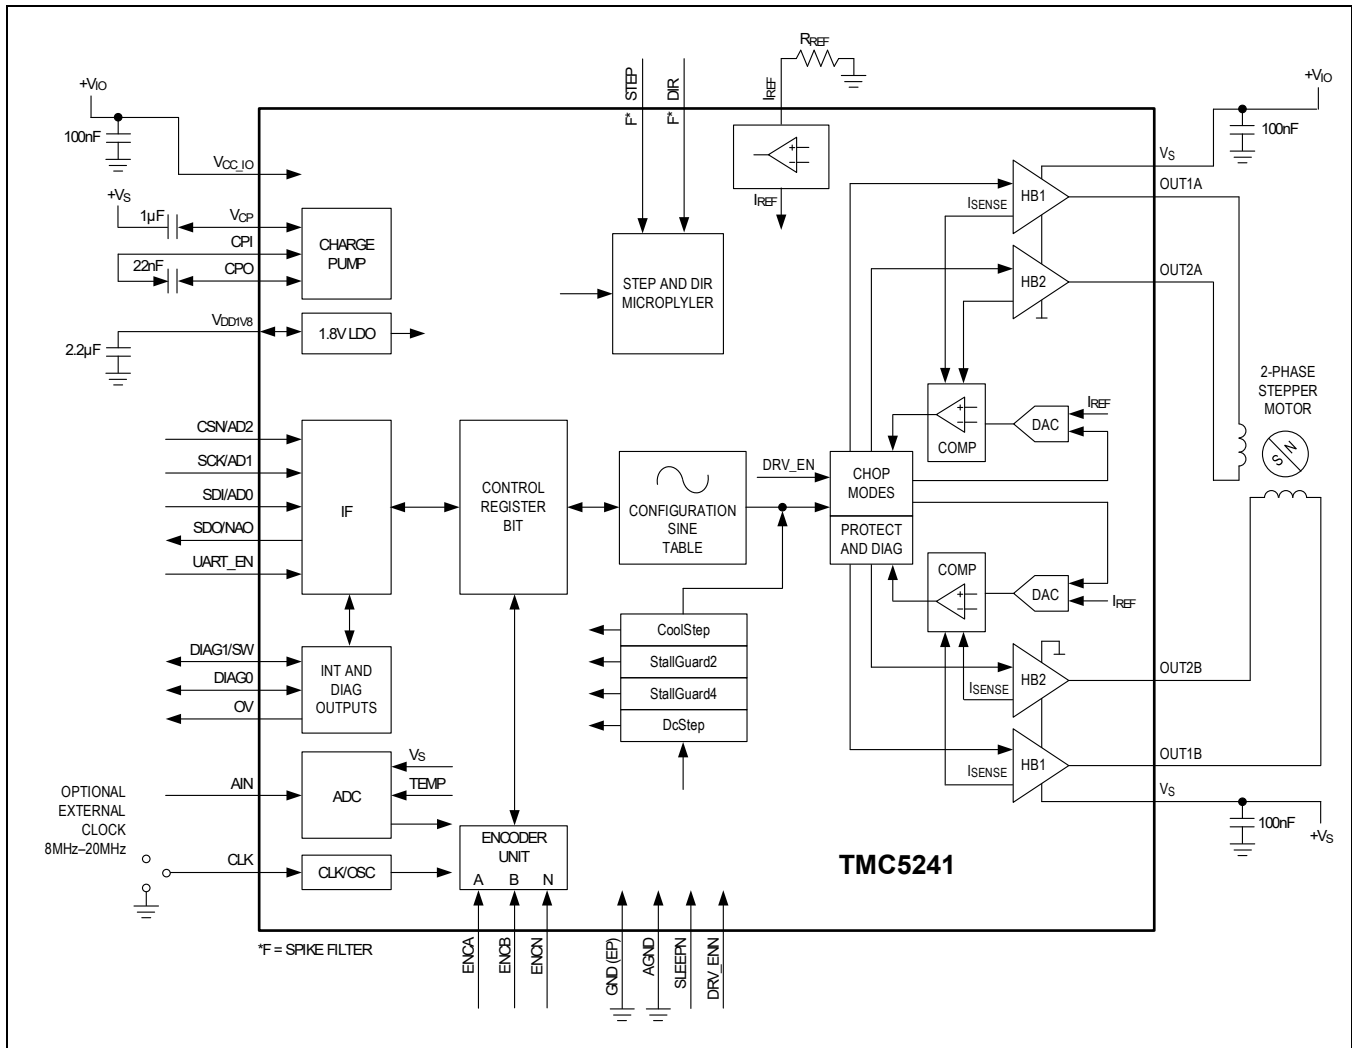 RREF
+VIO
100nF
VCC_IO
+VS
1µF
VCP
CPI
22nF
CPO
CHARGE
PUMP
VDD1V8
1.8V LDO
2.2µF
F* STEP
F* DIR
IREF
IREF
STEP AND DIR
MICROPLYLER
+VIO
100nF
VS
OUT1A
HB1
ISENSE
OUT2A
HB2
2-PHASE
STEPPER
MOTOR
S N
COMP
DAC
IREF
DRV_EN
CHOP
MODES
PROTECT
AND DIAG
COMP
DAC
IREF
CSN/AD2
SCK/AD1
SDI/AD0
SDO/NAO
UART_EN
IF
CONTROL
REGISTER
BIT
CONFIGURATION
SINE
TABLE
CoolStep
StallGuard2
StallGuard4
DcStep
DIAG1/SW
DIAG0
OV
INT AND
DIAG
OUTPUTS
HB2
ISENSE
OUT2B
HB1
ISENSE
OUT1B
VS
100nF
+VS
OPTIONAL
EXTERNAL
CLOCK
8MHz–20MHz
AIN
ADC
VS
TEMP
CLK
CLK/OSC
ENCODER
UNIT
A B N
TMC5241
*F = SPIKE FILTER
ENCA
ENCB
ENCN
GND (EP)
AGND
SLEEPN
DRV_ENN